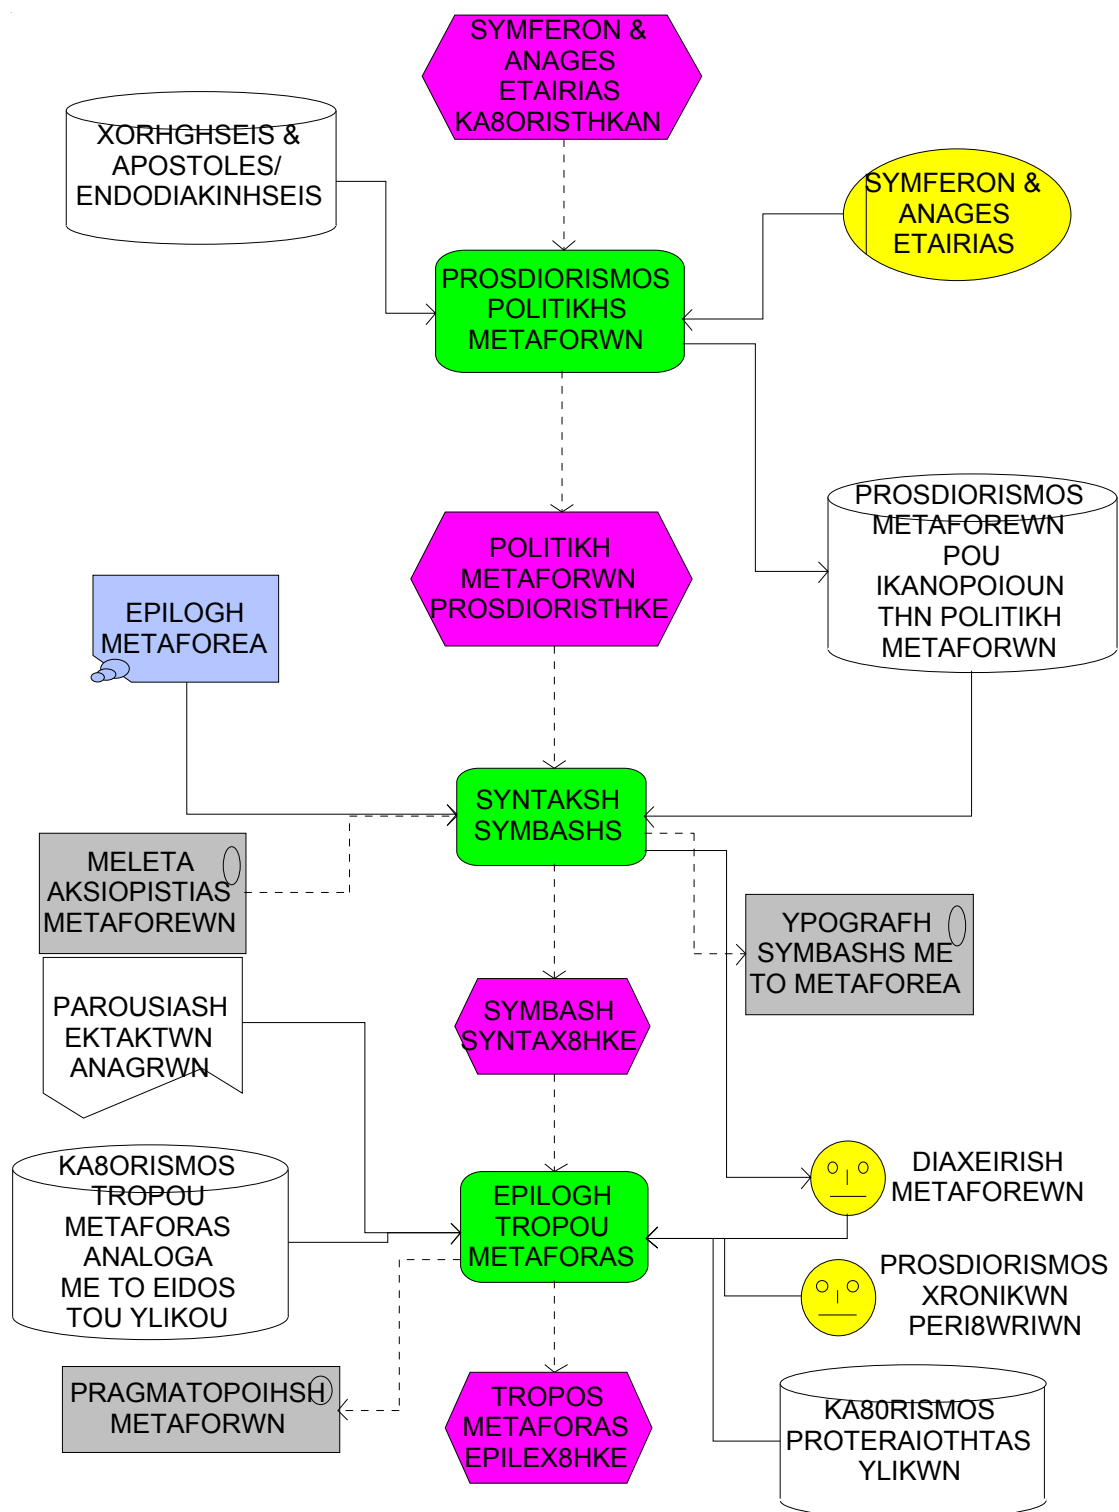 SYMFERON &
ANAGES
ETAIRIAS
KA8ORISTHKAN
XORHGHSEIS &
APOSTOLES/
ENDODIAKINHSEIS
SYMFERON &
ANAGES
ETAIRIAS
PROSDIORISMOS
POLITIKHS
METAFORWN
PROSDIORISMOS
METAFOREWN
POU
IKANOPOIOUN
THN POLITIKH
METAFORWN
POLITIKH
METAFORWN
PROSDIORISTHKE
EPILOGH
METAFOREA
SYNTAKSH
SYMBASHS
MELETA
AKSIOPISTIAS
METAFOREWN
YPOGRAFH
SYMBASHS ME
TO METAFOREA
PAROUSIASH
EKTAKTWN
ANAGRWN
SYMBASH
SYNTAX8HKE
KA8ORISMOS
TROPOU
METAFORAS
ANALOGA
ME TO EIDOS
TOU YLIKOU
EPILOGH
TROPOU
METAFORAS
DIAXEIRISH
METAFOREWN
PROSDIORISMOS
XRONIKWN
PERI8WRIWN
PRAGMATOPOIHSH
METAFORWN
TROPOS
METAFORAS
EPILEX8HKE
KA80RISMOS
PROTERAIOTHTAS
YLIKWN